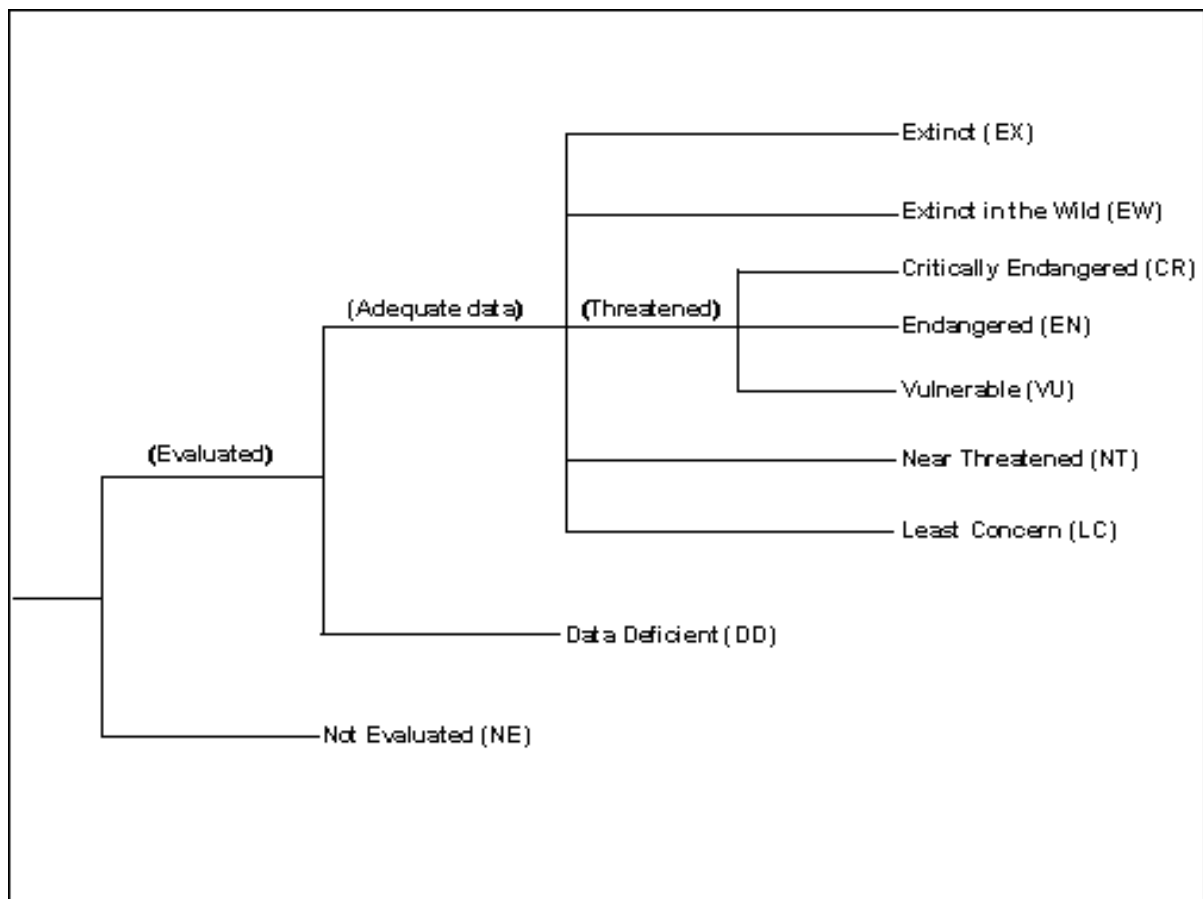 Extinct (EX)
Extinct in the Wild (EW)
Critically Endangered (CR)
(Adequate data)
(Threatened)
Endangered (EN)
Vulnerable (VU)
(Evaluated)
Near Threatened (NT)
Least Concern (LC)
Data Deficient (DD)
Not Evaluated (NE)